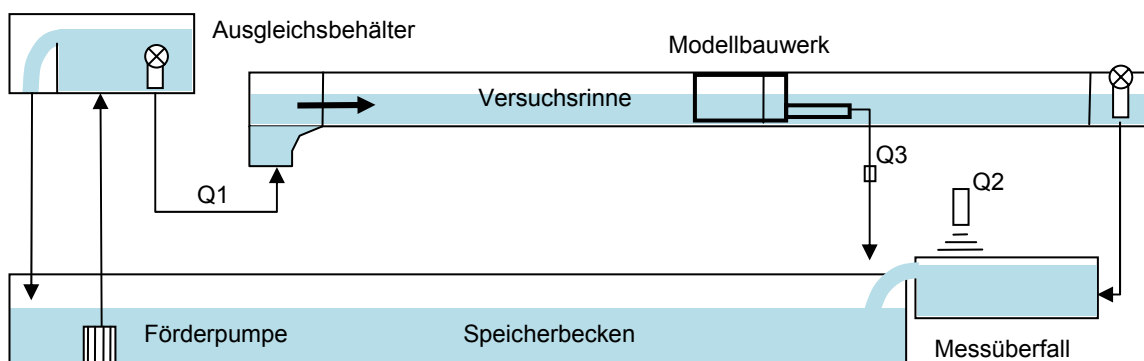 Ausgleichsbehälter
Modellbauwerk
Versuchsrinne
Q3
Q2
Q1
Förderpumpe
Speicherbecken
Messüberfall